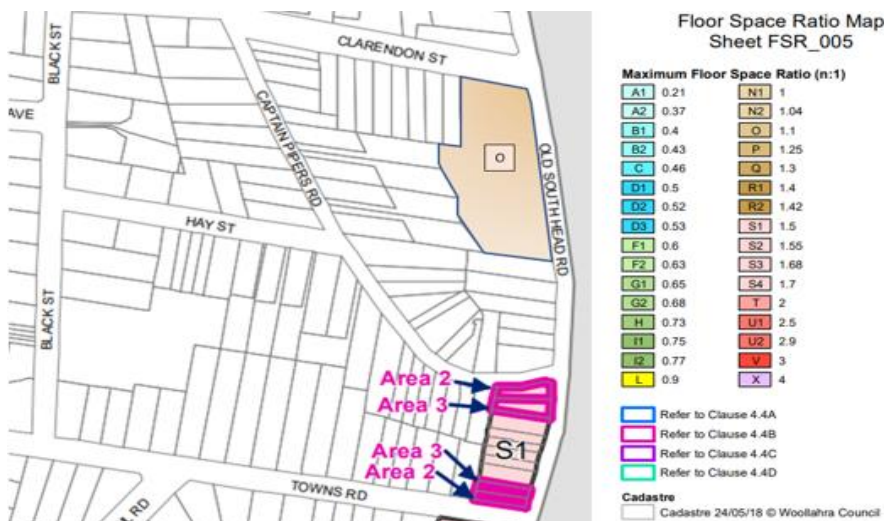 Floor Space Ratio Map
Sheet FSR_005
CLARENDON ST
BLACK ST
AVE
CAPTAIN PIPERS RD
O
OLD SOUTH HEAD RD
HAY ST
BLACK ST
Area 2
Area 3
S1
Area 3
Area 2
TOWNS RD
RD
Maximum Floor Space Ratio (n:1)
A1 0.21
A2 0.37
B1 0.4
B2 0.43
C 0.46
D1 0.5
D2 0.52
D3 0.53
F1 0.6
F2 0.63
G1 0.65
G2 0.68
H 0.73
I1 0.75
I2 0.77
L 0.9
N1 1
N2 1.04
O 1.1
P 1.25
Q 1.3
R1 1.4
R2 1.42
S1 1.5
S2 1.55
S3 1.68
S4 1.7
T 2
U1 2.5
U2 2.9
V 3
X 4
Refer to Clause 4.4A
Refer to Clause 4.4B
Refer to Clause 4.4C
Refer to Clause 4.4D
Cadastre
Cadastre 24/05/18 © Woollahra Council